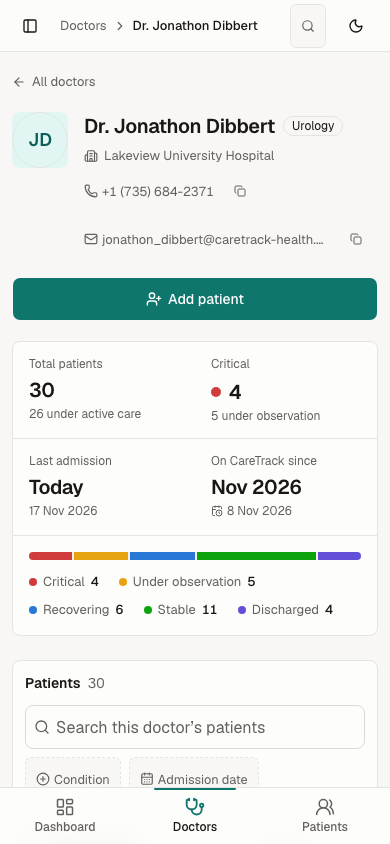 Doctors > Dr. Jonathon Dibbert
All doctors
JD
Dr. Jonathon Dibbert Urology
Lakeview University Hospital
+1 (735) 684-2371
jonathon_dibbert@caretrack-health....
Add patient
Total patients Critical
30 4
26 under active care 5 under observation
Last admission On CareTrack since
Today Nov 2026
17 Nov 2026 8 Nov 2026
Critical 4 Under observation 5
Recovering 6 Stable 11 Discharged 4
Patients 30
Search this doctor's patients
Condition Admission date
Dashboard Doctors Patients